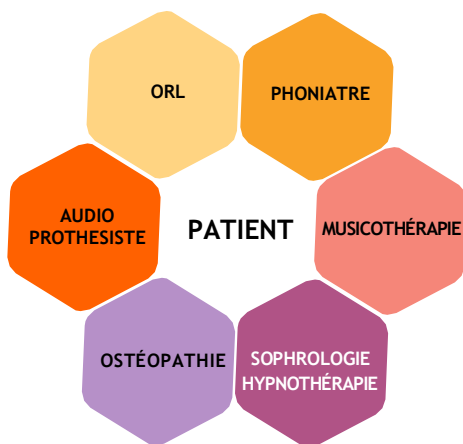 ORL
PHONIATRE
AUDIO
PROTHESISTE
PATIENT
MUSICOTHÉRAPIE
OSTÉOPATHIE
SOPHROLOGIE
HYPNOTHÉRAPIE